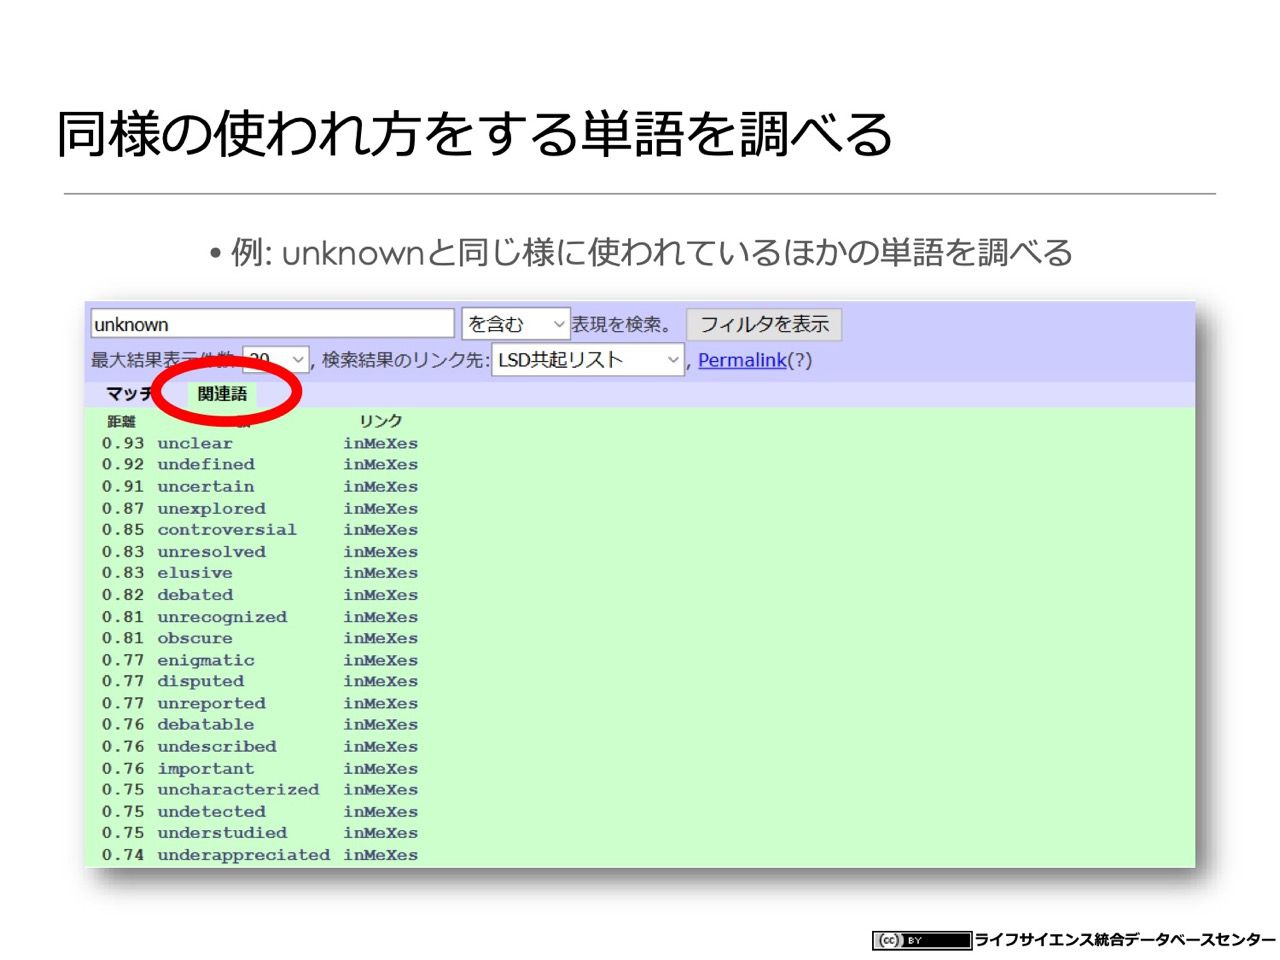 同様の使われ方をする単語を調べる
• 例: unknownと同じ様に使われているほかの単語を調べる
unknown を含む 表現を検索。 フィルタを表示
最大結果表示件数 20 , 検索結果のリンク先: LSD共起リスト , Permalink(?)
マッチ 関連語
距離 リンク
0.93 unclear inMeXes
0.92 undefined inMeXes
0.91 uncertain inMeXes
0.87 unexplored inMeXes
0.85 controversial inMeXes
0.83 unresolved inMeXes
0.83 elusive inMeXes
0.82 debated inMeXes
0.81 unrecognized inMeXes
0.81 obscure inMeXes
0.77 enigmatic inMeXes
0.77 disputed inMeXes
0.77 unreported inMeXes
0.76 debatable inMeXes
0.76 undescribed inMeXes
0.76 important inMeXes
0.75 uncharacterized inMeXes
0.75 undetected inMeXes
0.75 understudied inMeXes
0.74 underappreciated inMeXes
cc BY ライフサイエンス統合データベースセンター